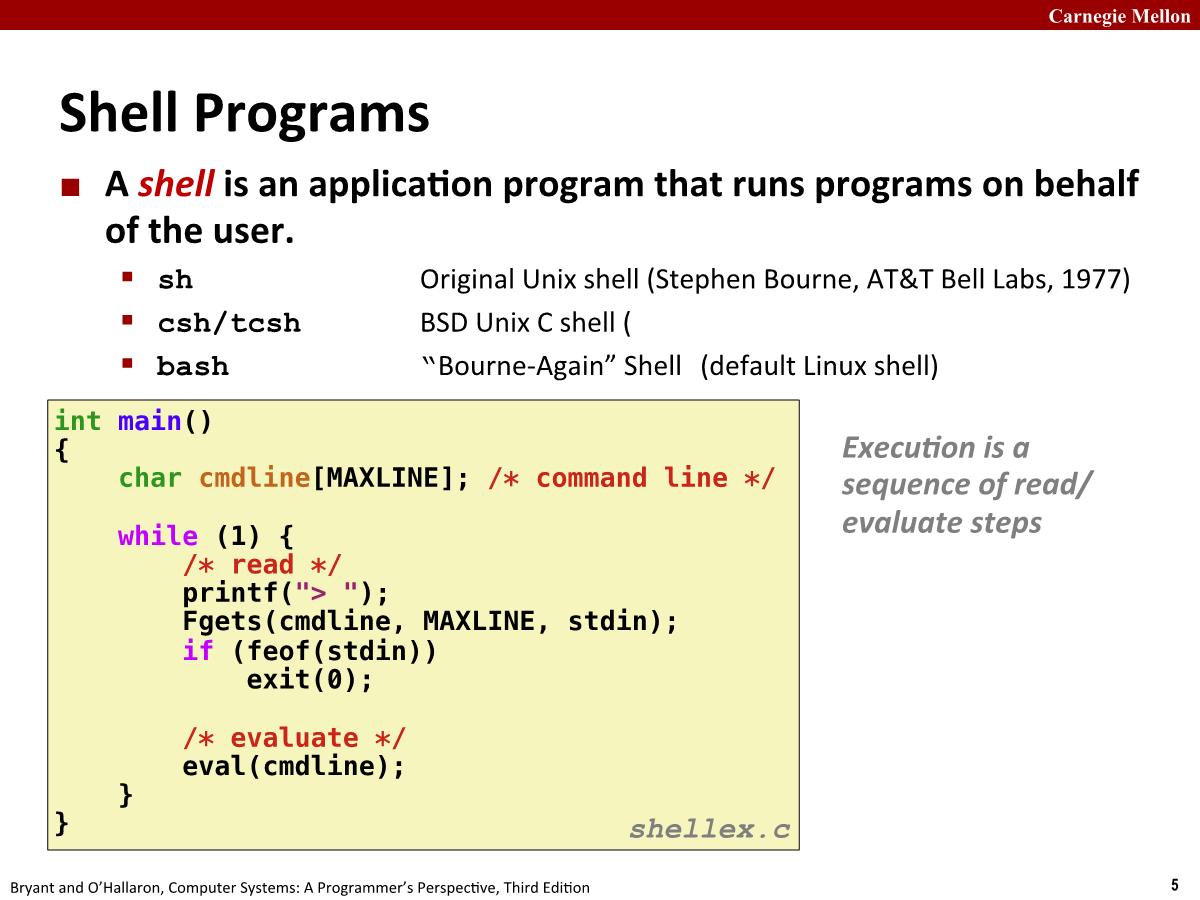 Carnegie Mellon
Shell Programs
■ A shell is an application program that runs programs on behalf
of the user.
▪ sh Original Unix shell (Stephen Bourne, AT&T Bell Labs, 1977)
▪ csh/tcsh BSD Unix C shell (
▪ bash “Bourne-Again” Shell (default Linux shell)
int main()
{
    char cmdline[MAXLINE]; /* command line */
    while (1) {
        /* read */
        printf("> ");
        Fgets(cmdline, MAXLINE, stdin);
        if (feof(stdin))
            exit(0);
        /* evaluate */
        eval(cmdline);
    }
}
shellex.c
Execution is a
sequence of read/
evaluate steps
Bryant and O’Hallaron, Computer Systems: A Programmer’s Perspective, Third Edition
5